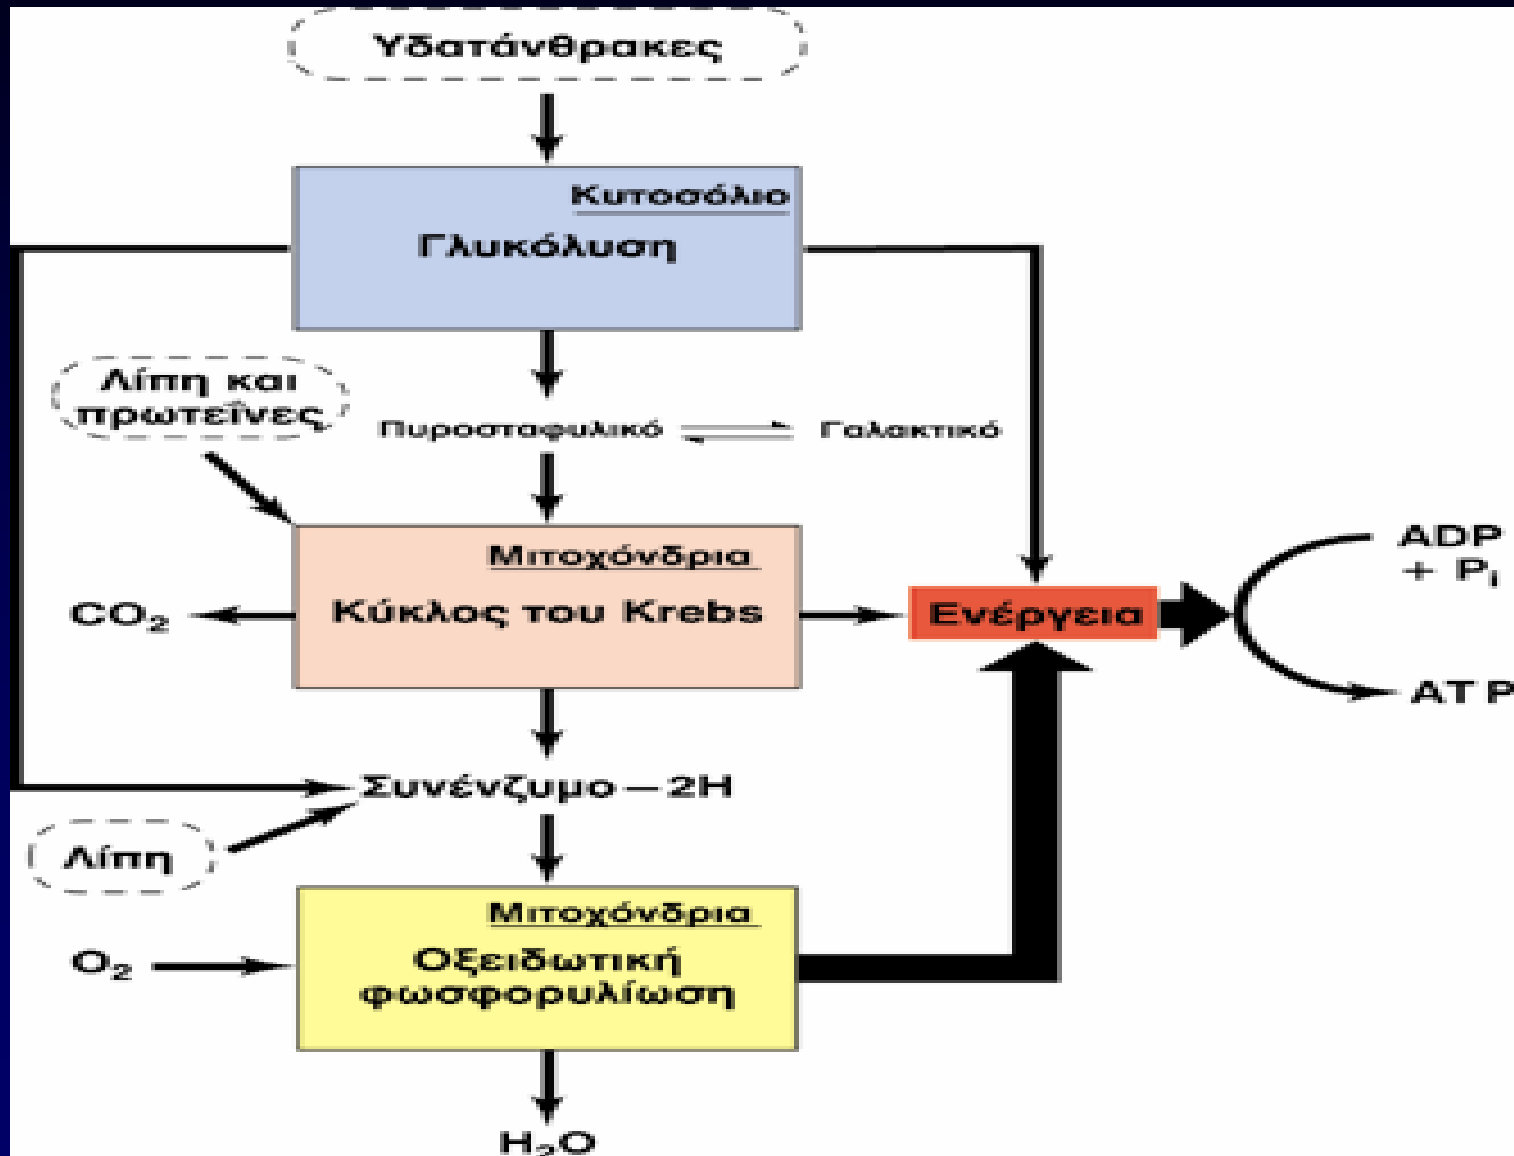 Υδατάνθρακες
Κυτοσόλιο
Γλυκόλυση
Λίπη και
πρωτεΐνες
Πυροσταφυλικό
Γαλακτικό
Μιτοχόνδρια
Κύκλος του Krebs
CO₂
Ενέργεια
ADP
+ Pᵢ
ATP
Συνένζυμο – 2H
Λίπη
Μιτοχόνδρια
Οξειδωτική
φωσφορυλίωση
O₂
H₂O